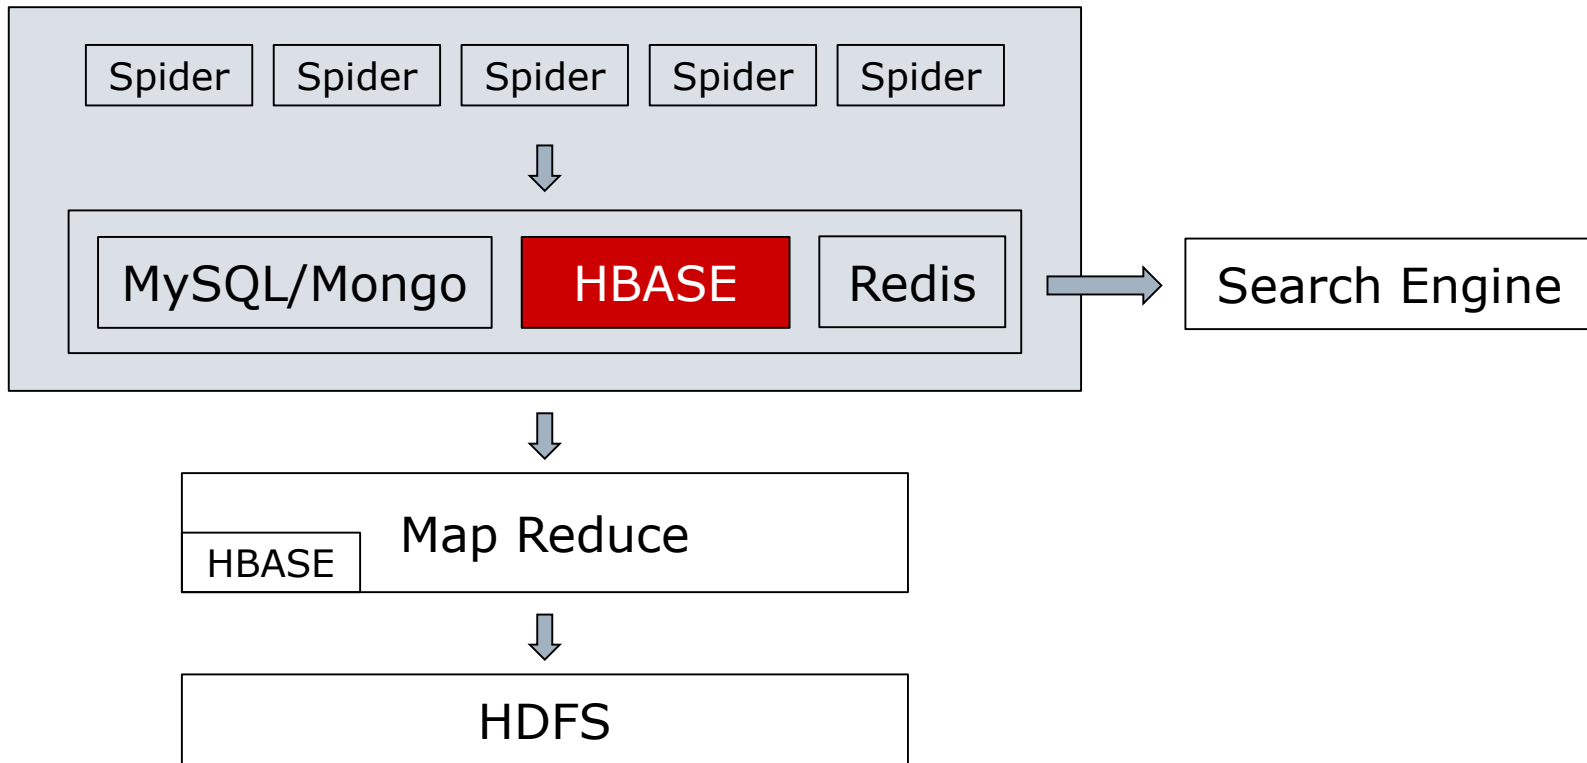 Spider
Spider
Spider
Spider
Spider
MySQL/Mongo
HBASE
Redis
Search Engine
Map Reduce
HBASE
HDFS